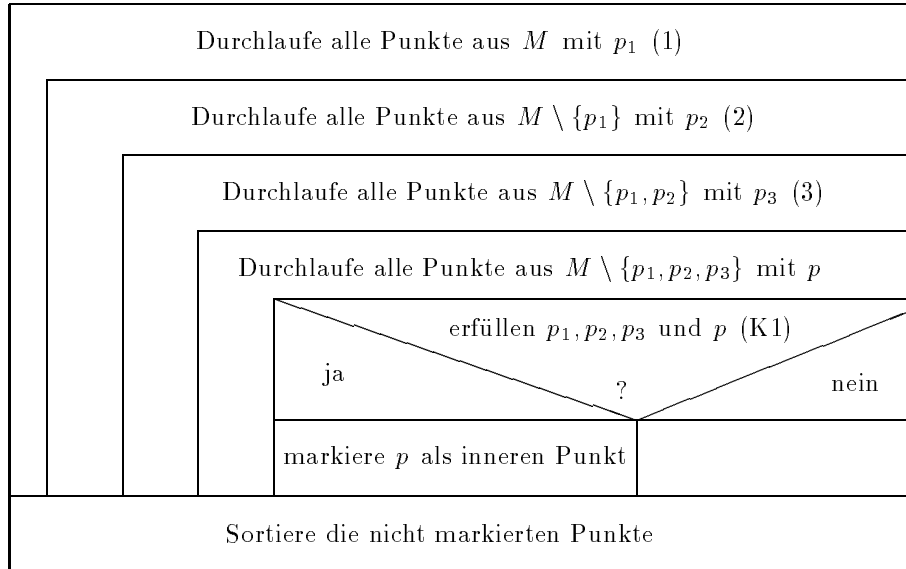 Durchlaufe alle Punkte aus M mit p₁ (1)
Durchlaufe alle Punkte aus M \ {p₁} mit p₂ (2)
Durchlaufe alle Punkte aus M \ {p₁, p₂} mit p₃ (3)
Durchlaufe alle Punkte aus M \ {p₁, p₂, p₃} mit p
erfüllen p₁, p₂, p₃ und p (K1)
ja
?
nein
markiere p als inneren Punkt
Sortiere die nicht markierten Punkte